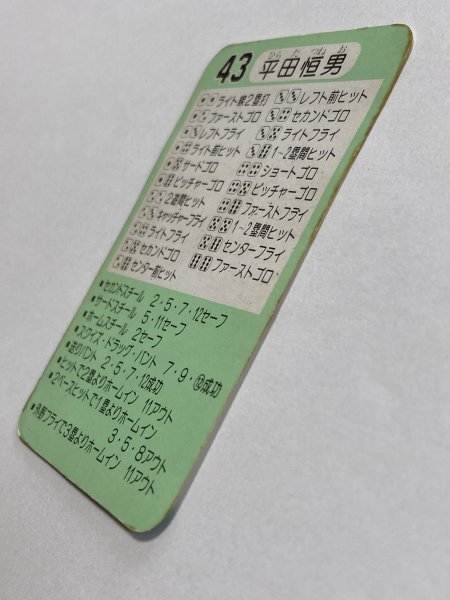 43 平田恒男
ひら た つね お
⚀⚀ライト線2塁打 ⚂⚂レフト前ヒット
⚀⚁ファーストゴロ ⚂⚃セカンドゴロ
⚀⚂レフトフライ ⚂⚄ライトフライ
⚀⚃ライト前ヒット ⚂⚅1~2塁間ヒット
⚀⚄サードゴロ ⚃⚃ショートゴロ
⚀⚅ピッチャーゴロ ⚃⚄ピッチャーゴロ
⚁⚁2遊間ヒット ⚃⚅ファーストフライ
⚁⚂キャッチャーフライ ⚄⚄1~2塁間ヒット
⚁⚃ライトフライ ⚄⚅センターフライ
⚁⚄セカンドゴロ ⚅⚅ファーストゴロ
⚁⚅センター前ヒット
●セカンドスチール 2・5・7・12セーフ
●サードスチール 5・11セーフ
●ホームスチール 2セーフ
●スクイズ・ドラッグ・バント 7・9・⑫成功
●送りバント 2・5・7・12成功
●ヒットで2塁よりホームイン 11アウト
●2ベースヒットで1塁よりホームイン
3・5・8アウト
●外野フライで3塁よりホームイン 11アウト